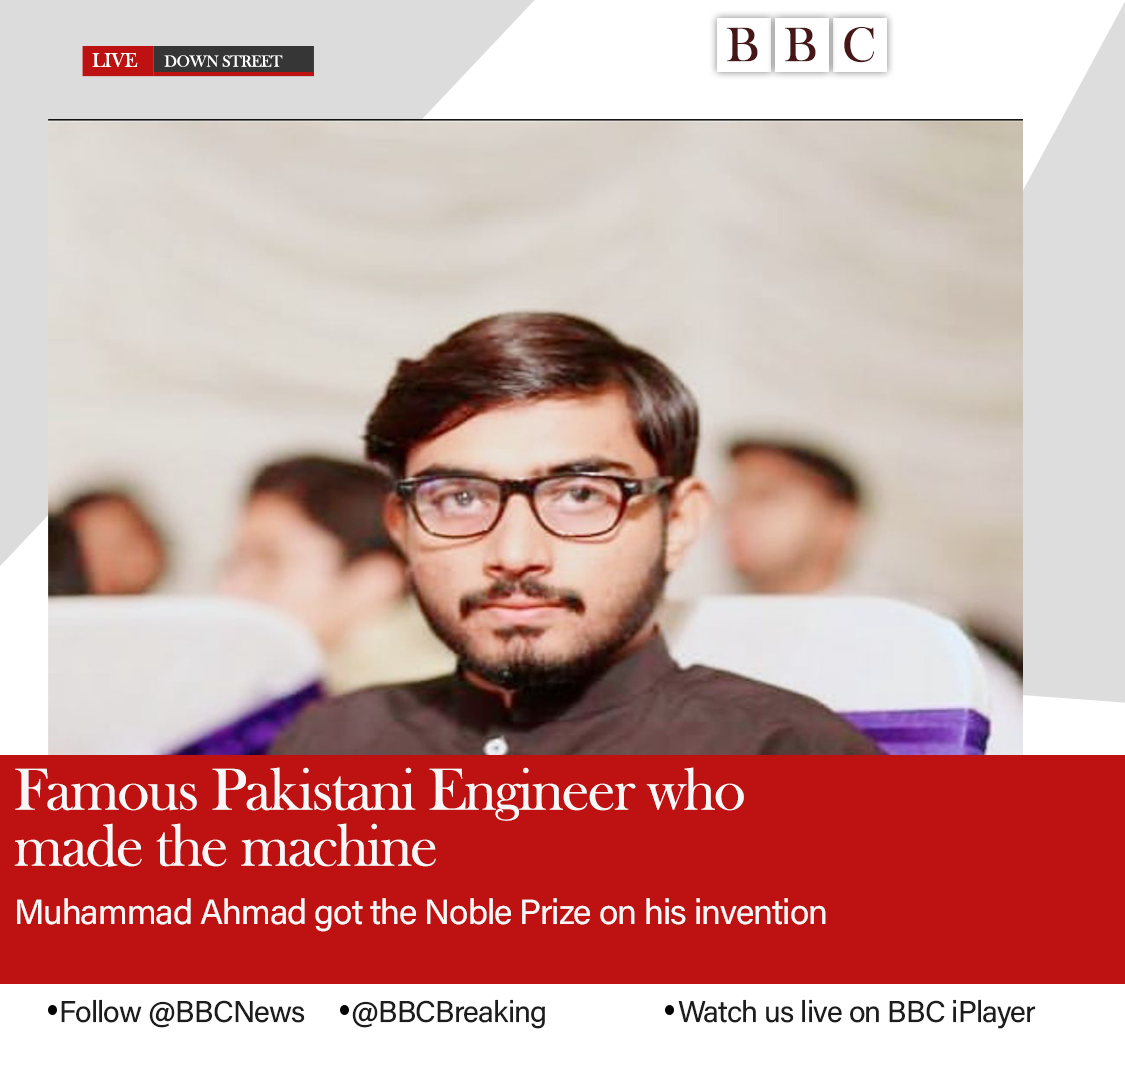 LIVE DOWN STREET
B B C
Famous Pakistani Engineer who
made the machine
Muhammad Ahmad got the Noble Prize on his invention
•Follow @BBCNews •@BBCBreaking •Watch us live on BBC iPlayer